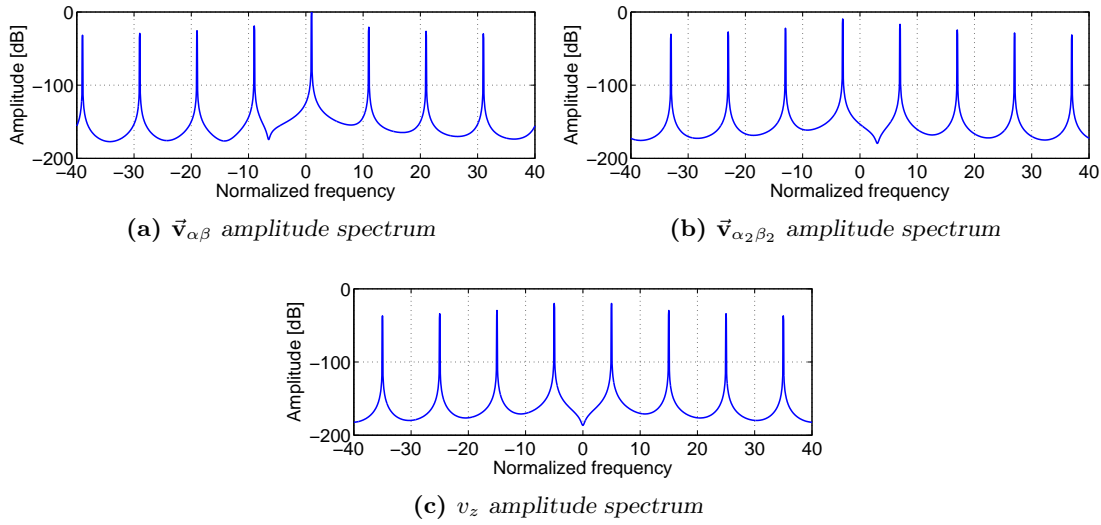 0
−100
−200
Amplitude [dB]
−40 −30 −20 −10 0 10 20 30 40
Normalized frequency
(a) v⃗αβ amplitude spectrum
0
−100
−200
Amplitude [dB]
−40 −30 −20 −10 0 10 20 30 40
Normalized frequency
(b) v⃗α₂β₂ amplitude spectrum
0
−100
−200
Amplitude [dB]
−40 −30 −20 −10 0 10 20 30 40
Normalized frequency
(c) vz amplitude spectrum